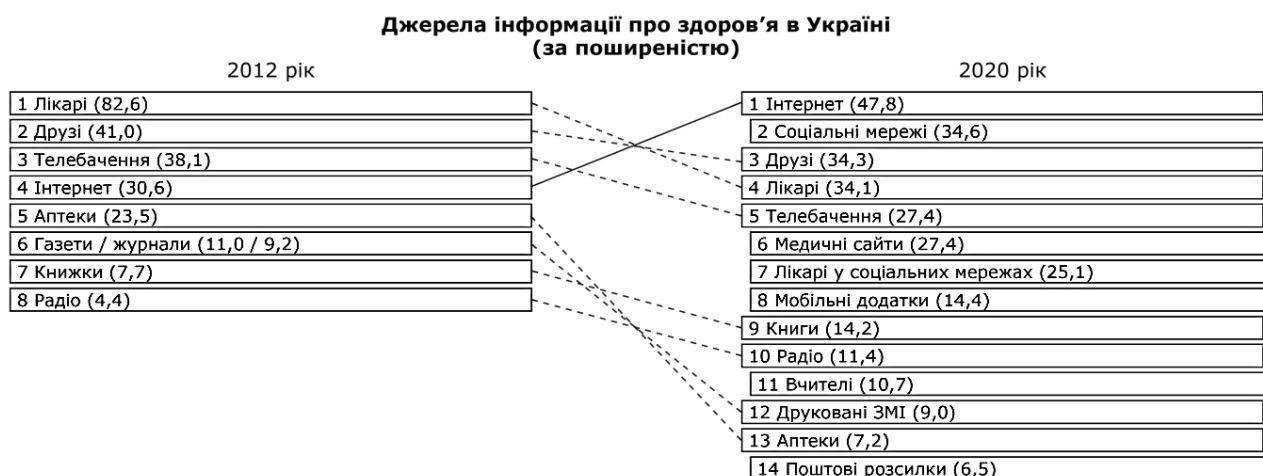 Джерела інформації про здоров’я в Україні
(за поширеністю)
2012 рік
1 Лікарі (82,6)
2 Друзі (41,0)
3 Телебачення (38,1)
4 Інтернет (30,6)
5 Аптеки (23,5)
6 Газети / журнали (11,0 / 9,2)
7 Книжки (7,7)
8 Радіо (4,4)
2020 рік
1 Інтернет (47,8)
2 Соціальні мережі (34,6)
3 Друзі (34,3)
4 Лікарі (34,1)
5 Телебачення (27,4)
6 Медичні сайти (27,4)
7 Лікарі у соціальних мережах (25,1)
8 Мобільні додатки (14,4)
9 Книги (14,2)
10 Радіо (11,4)
11 Вчителі (10,7)
12 Друковані ЗМІ (9,0)
13 Аптеки (7,2)
14 Поштові розсилки (6,5)